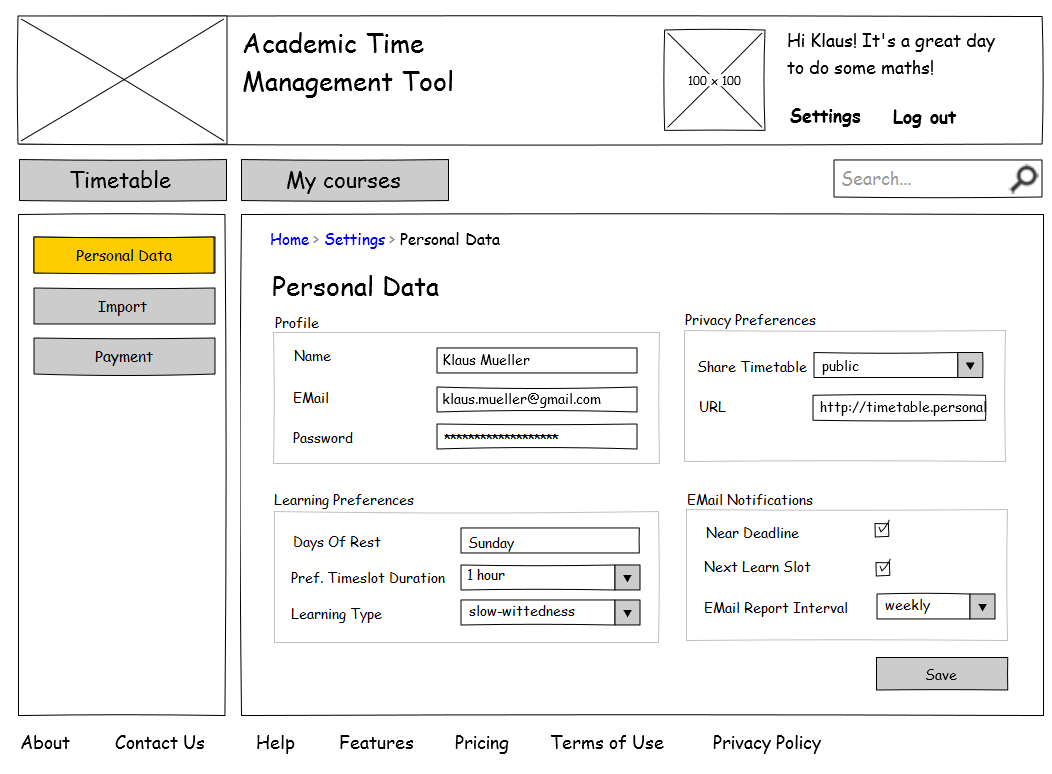 Academic Time
Management Tool
100 x 100
Hi Klaus! It's a great day
to do some maths!
Settings Log out
Timetable
My courses
Search...
Personal Data
Import
Payment
Home > Settings > Personal Data
Personal Data
Profile
Name Klaus Mueller
EMail klaus.mueller@gmail.com
Password *******************
Privacy Preferences
Share Timetable public
URL http://timetable.personal
Learning Preferences
Days Of Rest Sunday
Pref. Timeslot Duration 1 hour
Learning Type slow-wittedness
EMail Notifications
Near Deadline
Next Learn Slot
EMail Report Interval weekly
Save
About Contact Us Help Features Pricing Terms of Use Privacy Policy